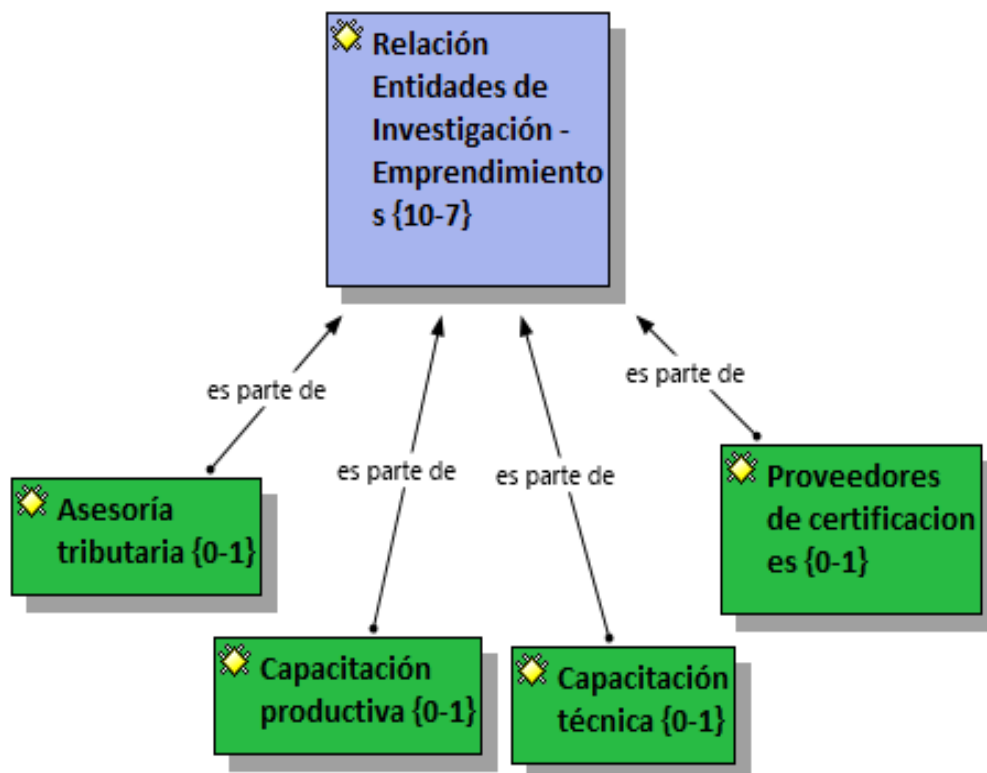 Relación
Entidades de
Investigación -
Emprendimiento
s {10-7}
es parte de
es parte de
es parte de
es parte de
Asesoría
tributaria {0-1}
Proveedores
de certificacion
es {0-1}
Capacitación
productiva {0-1}
Capacitación
técnica {0-1}